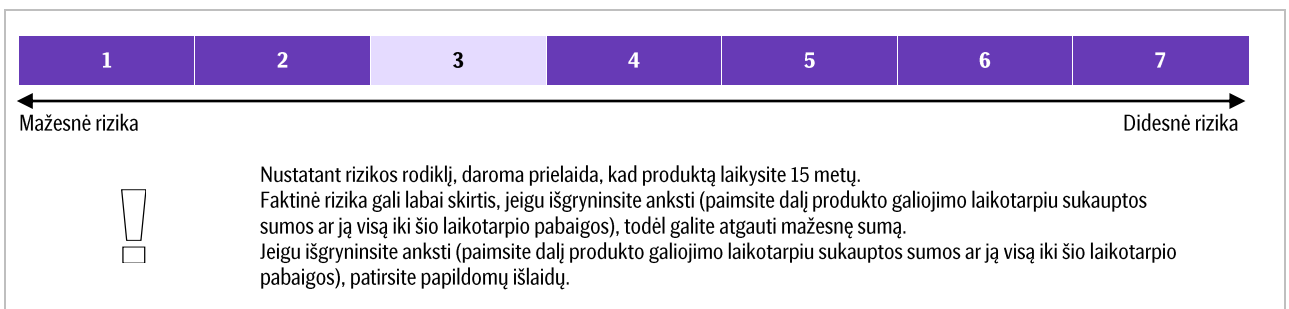 1 2 3 4 5 6 7
Mažesnė rizika Didesnė rizika
Nustatant rizikos rodiklį, daroma prielaida, kad produktą laikysite 15 metų.
Faktinė rizika gali labai skirtis, jeigu išgryninsite anksti (paimsite dalį produkto galiojimo laikotarpiu sukauptos
sumos ar ją visą iki šio laikotarpio pabaigos), todėl galite atgauti mažesnę sumą.
Jeigu išgryninsite anksti (paimsite dalį produkto galiojimo laikotarpiu sukauptos sumos ar ją visą iki šio laikotarpio
pabaigos), patirsite papildomų išlaidų.